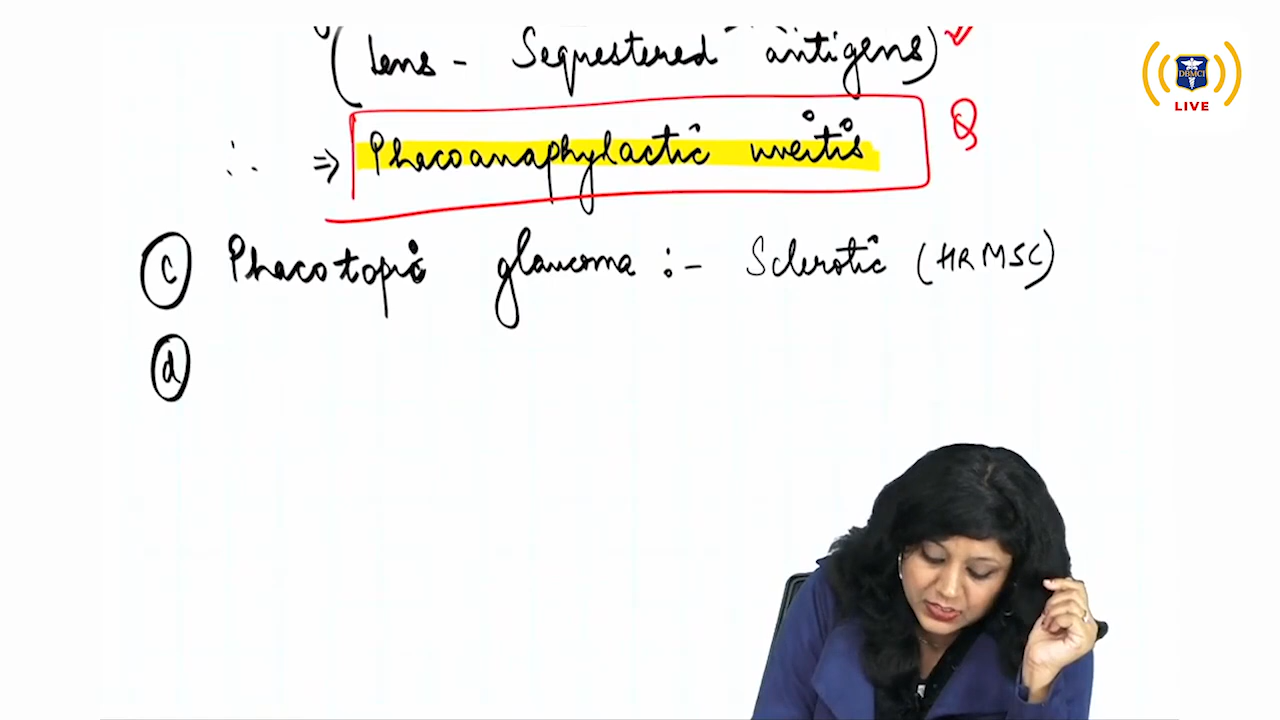 (Lens - Sequestered antigens)
∴ ⇒ Phacoanaphylactic uveitis Q
(c) Phacotopic glaucoma :- Sclerotic (HRMSC)
(d)
DBMCI
LIVE